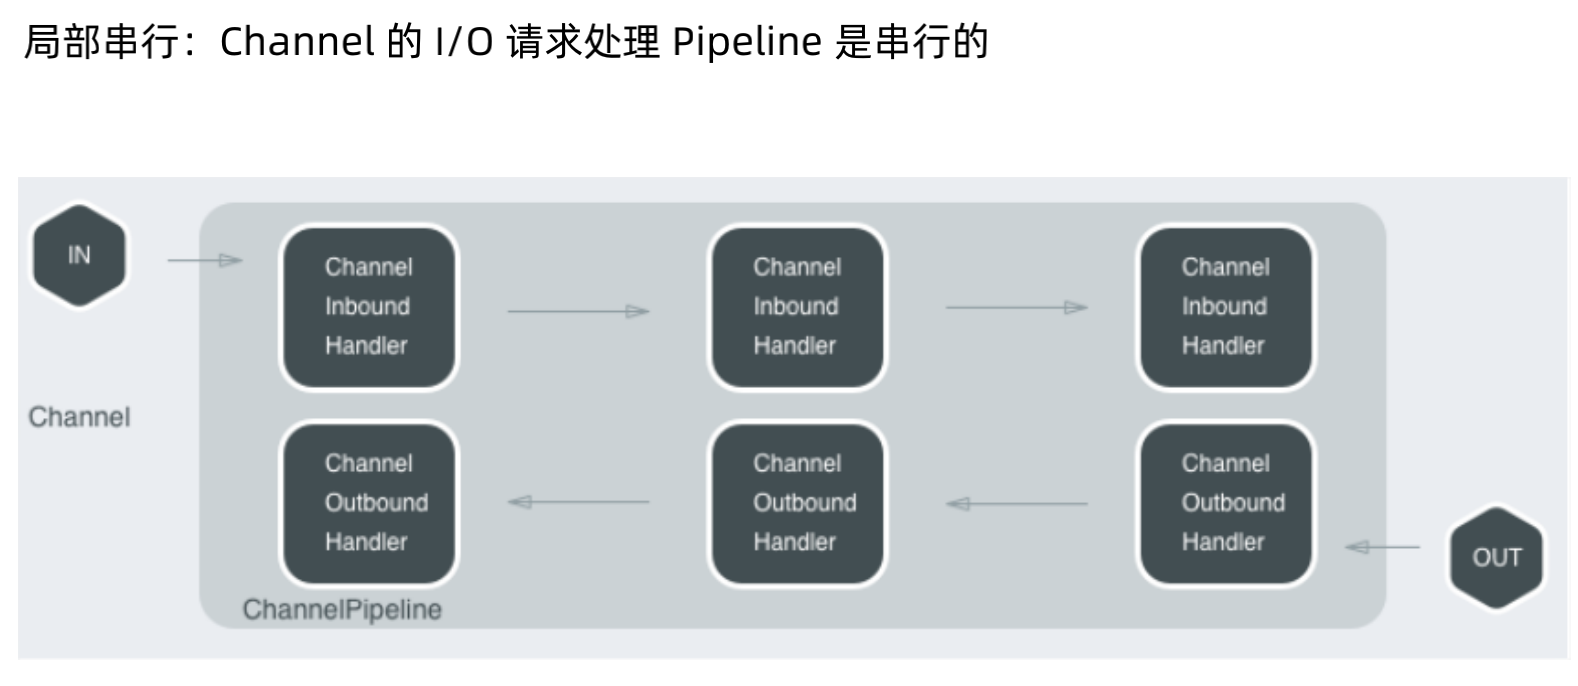 局部串行：Channel 的 I/O 请求处理 Pipeline 是串行的
IN
Channel
Inbound
Handler
Channel
Inbound
Handler
Channel
Inbound
Handler
Channel
Channel
Outbound
Handler
Channel
Outbound
Handler
Channel
Outbound
Handler
OUT
ChannelPipeline